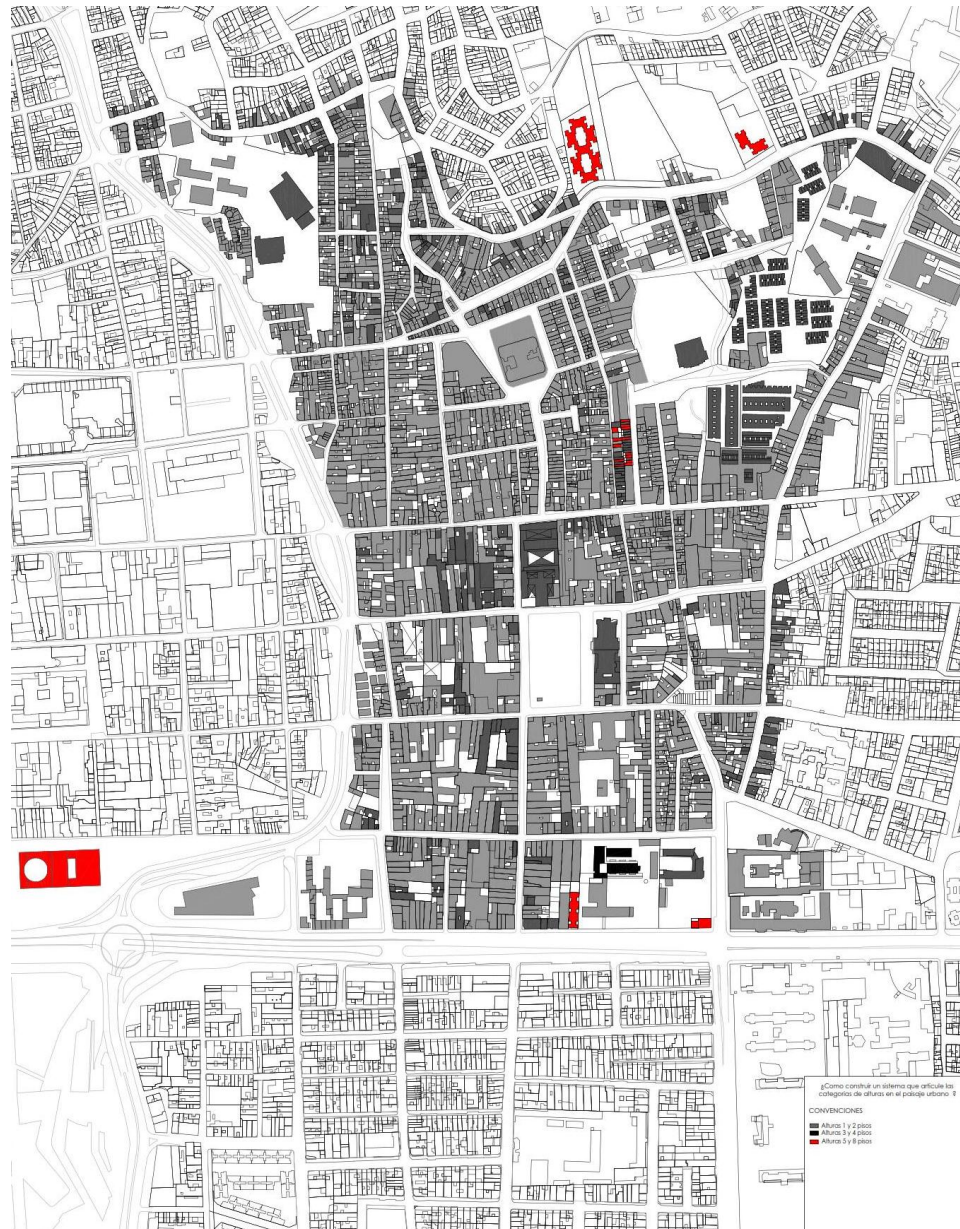 ¿Como construir un sistema que articule las
categorías de alturas en el paisaje urbano ?
CONVENCIONES
Alturas 1 y 2 pisos
Alturas 3 y 4 pisos
Alturas 5 y 8 pisos